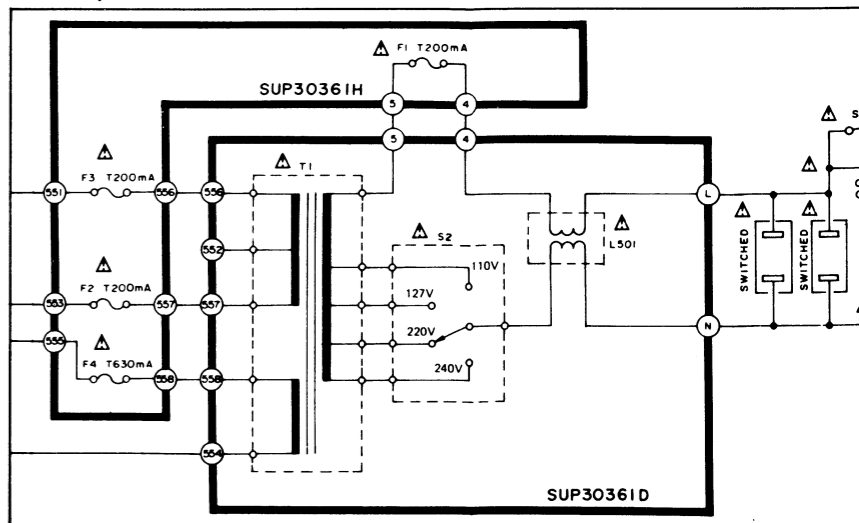 F1 T200mA
SUP30361H
5
4
5
4
S
T1
551
F3 T200mA
556
556
L
S2
L501
552
110V
SWITCHED
SWITCHED
127V
553
F2 T200mA
557
557
220V
N
555
F4 T630mA
558
558
240V
554
SUP30361D